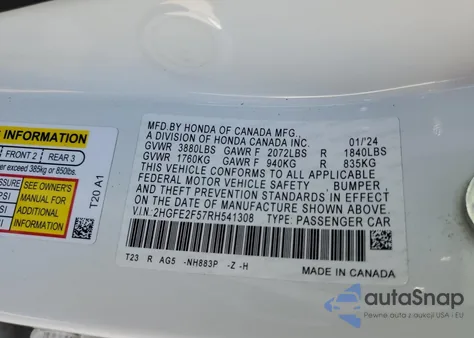 MFD.BY HONDA OF CANADA MFG.,
A DIVISION OF HONDA CANADA INC. 01/'24
GVWR 3880LBS GAWR F 2072LBS R 1840LBS
GVWR 1760KG GAWR F 940KG R 835KG
THIS VEHICLE CONFORMS TO ALL APPLICABLE
FEDERAL MOTOR VEHICLE SAFETY , BUMPER ,
AND THEFT PREVENTION STANDARDS IN EFFECT
ON THE DATE OF MANUFACTURE SHOWN ABOVE.
V.I.N:2HGFE2F57RH541308 TYPE: PASSENGER CAR
T23 R AG5 -NH883P -Z -H
MADE IN CANADA
INFORMATION
FRONT 2 REAR 3
exceed 385kg or 850lbs.
SEE OWNER'S
MANUAL FOR
ADDITIONAL
INFORMATION
PSI
T20 A1
autoSnap
Pewne auto z USA i EU